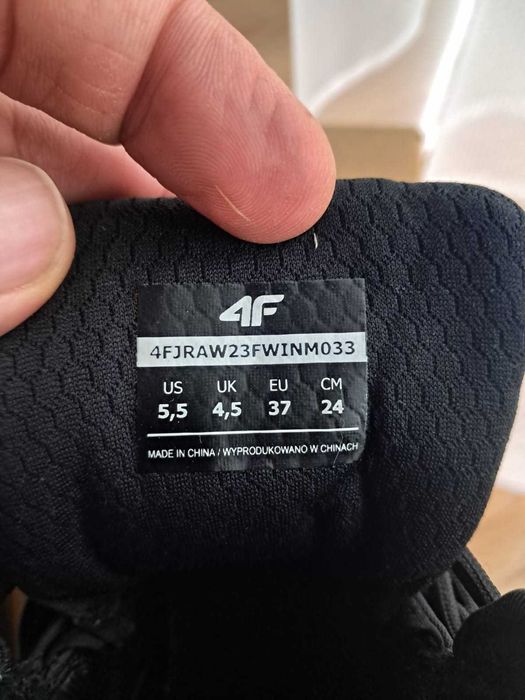 4F
4FJRAW23FWINM033
US UK EU CM
5,5 4,5 37 24
MADE IN CHINA / WYPRODUKOWANO W CHINACH